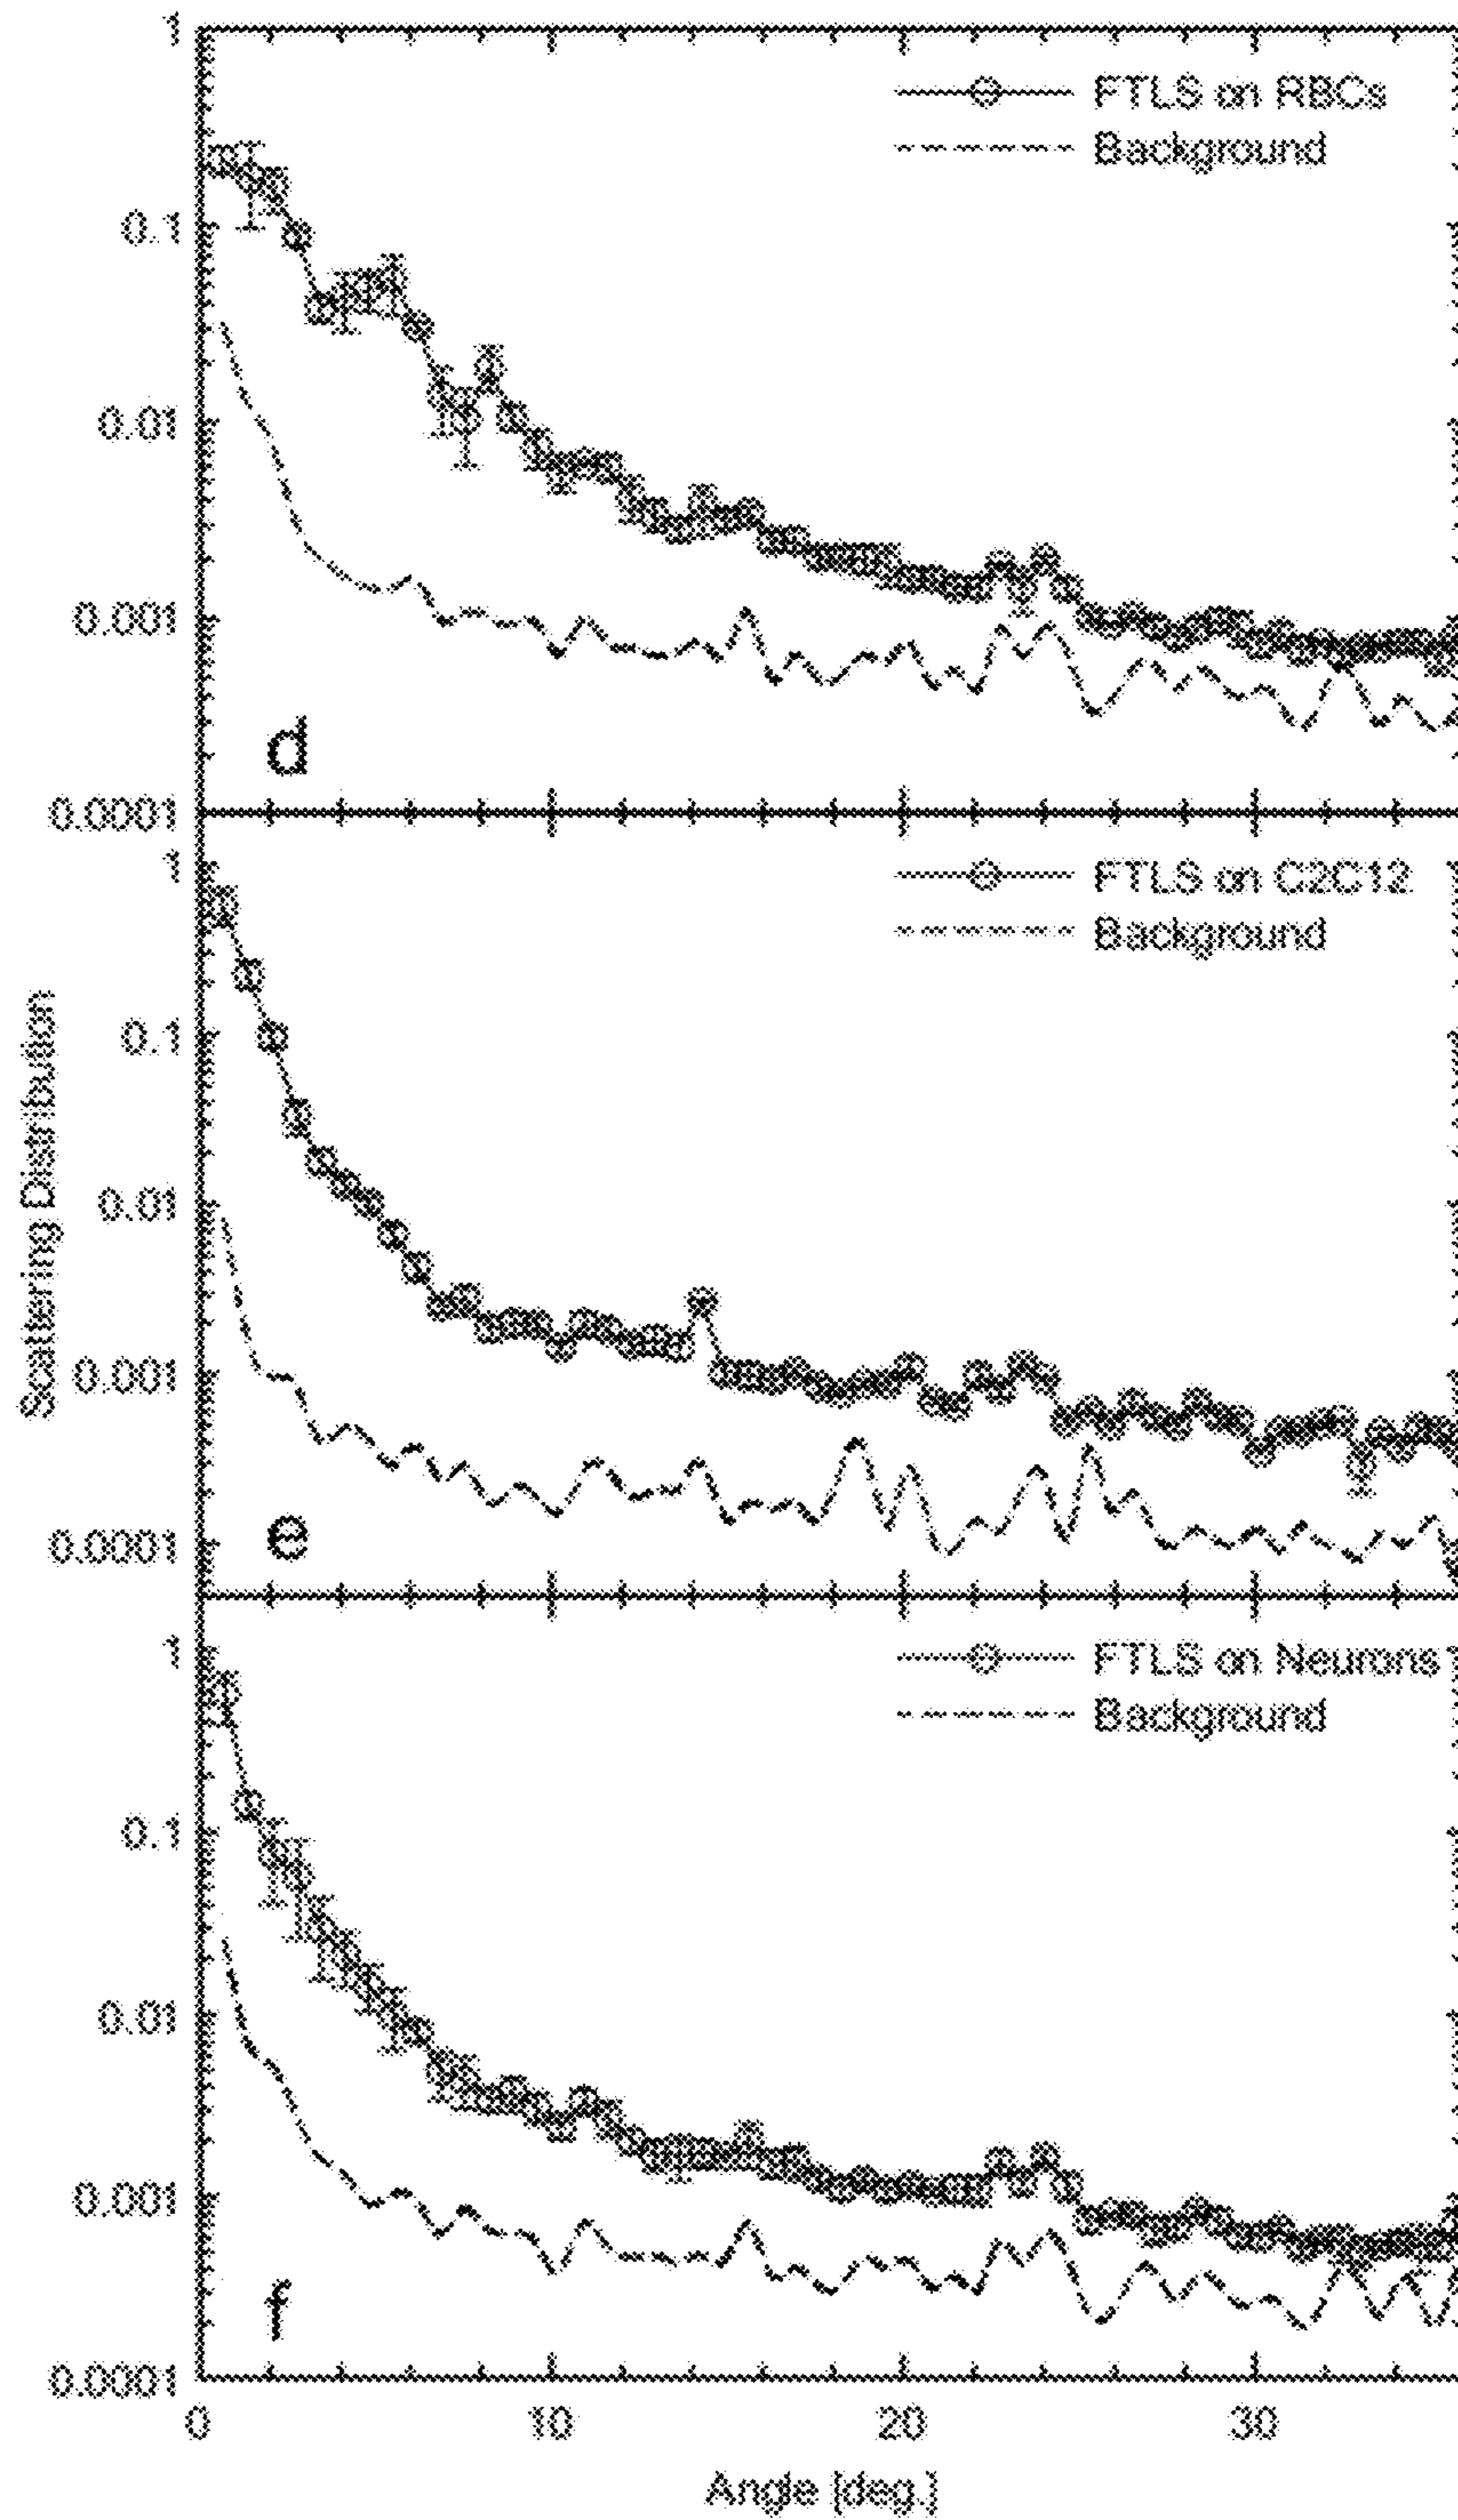 1
FTLS on RBCs
Background
0.1
0.01
0.001
d
0.0001
1
FTLS on C2C12
Background
0.1
0.01
0.001
0.0001
e
Scattering Distribution
1
FTLS on Neurons
Background
0.1
0.01
0.001
f
0.0001
0 10 20 30
Angle [deg.]